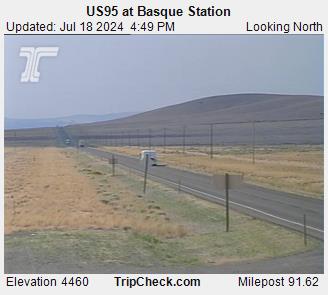 US95 at Basque Station
Updated: Jul 18 2024 4:49 PM Looking North
Elevation 4460 TripCheck.com Milepost 91.62